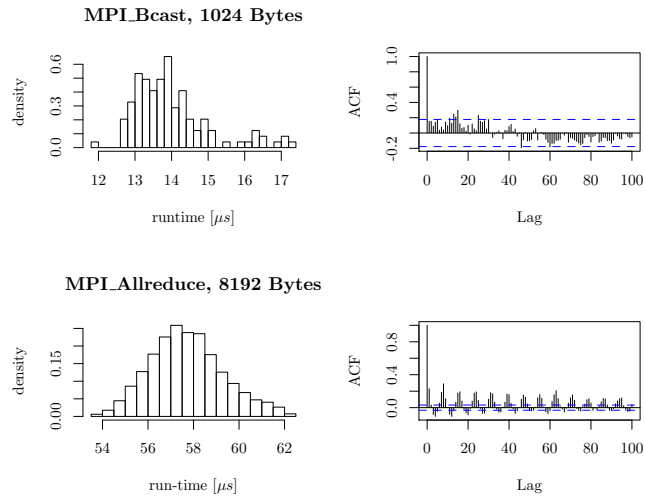 MPI_Bcast, 1024 Bytes
density
0.0 0.3 0.6
12 13 14 15 16 17
runtime [μs]
ACF
-0.2 0.4 1.0
0 20 40 60 80 100
Lag
MPI_Allreduce, 8192 Bytes
density
0.00 0.15
54 56 58 60 62
run-time [μs]
ACF
0.0 0.4 0.8
0 20 40 60 80 100
Lag